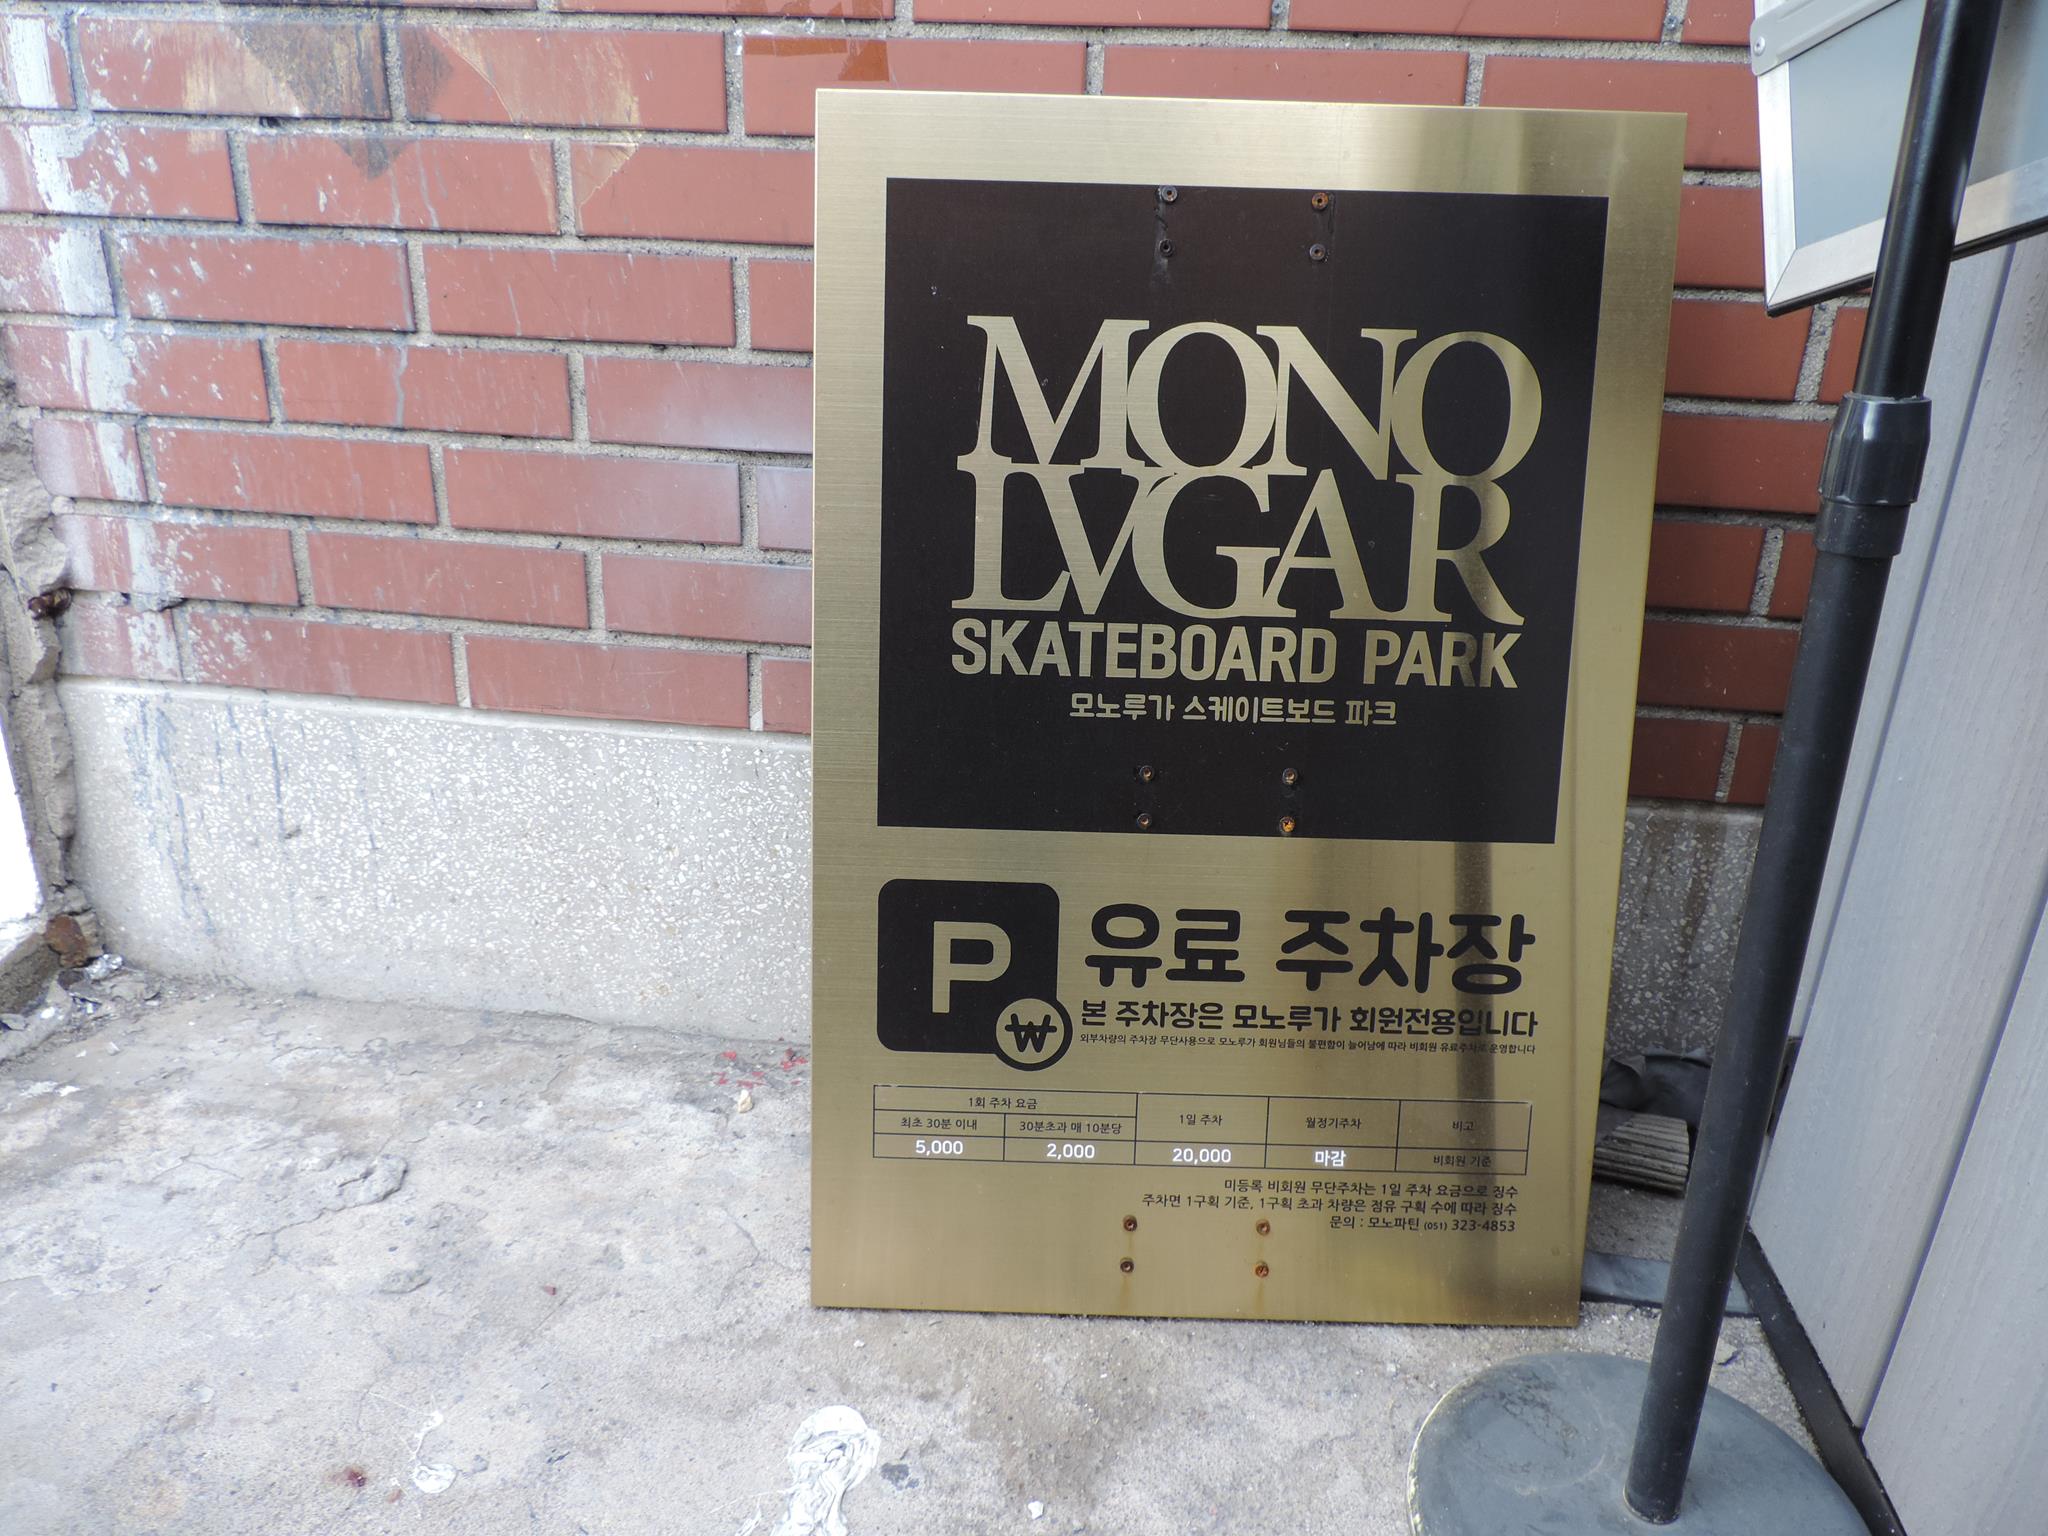 MONO
LVGAR
SKATEBOARD PARK
모노루가 스케이트보드 파크
P 유료 주차장
₩ 본 주차장은 모노루가 회원전용입니다
외부차량의 주차장 무단사용으로 모노루가 회원님들의 불편함이 늘어남에 따라 비회원 유료주차로 운영합니다
1회 주차 요금
최초 30분 이내 30분초과 매 10분당 1일 주차 월정기주차 비고
5,000 2,000 20,000 마감 비회원 기준
미등록 비회원 무단주차는 1일 주차 요금으로 징수
주차면 1구획 기준, 1구획 초과 차량은 점유 구획 수에 따라 징수
문의 : 모노파틴 (051) 323-4853